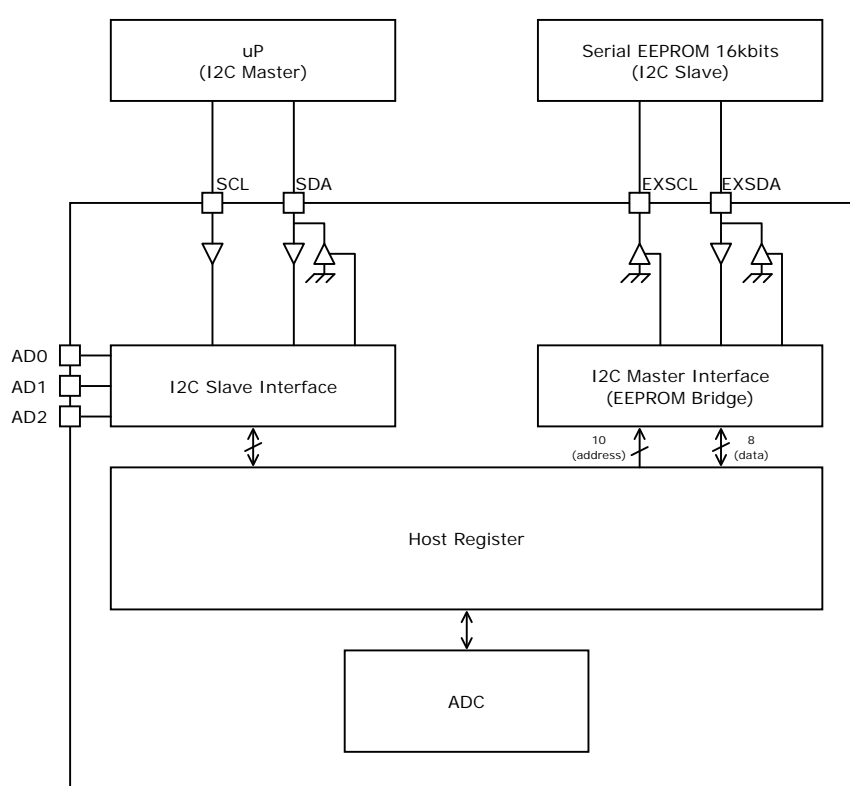 uP
(I2C Master)
Serial EEPROM 16kbits
(I2C Slave)
SCL
SDA
EXSCL
EXSDA
AD0
AD1
AD2
I2C Slave Interface
I2C Master Interface
(EEPROM Bridge)
10
(address)
8
(data)
Host Register
ADC